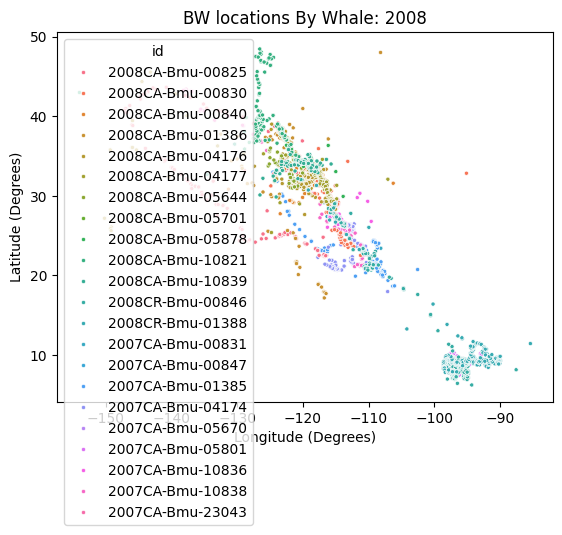 BW locations By Whale: 2008
50
40
30
20
10
Latitude (Degrees)
id
2008CA-Bmu-00825
2008CA-Bmu-00830
2008CA-Bmu-00840
2008CA-Bmu-01386
2008CA-Bmu-04176
2008CA-Bmu-04177
2008CA-Bmu-05644
2008CA-Bmu-05701
2008CA-Bmu-05878
2008CA-Bmu-10821
2008CA-Bmu-10839
2008CR-Bmu-00846
2008CR-Bmu-01388
2007CA-Bmu-00831
2007CA-Bmu-00847
2007CA-Bmu-01385
2007CA-Bmu-04174
2007CA-Bmu-05670
2007CA-Bmu-05801
2007CA-Bmu-10836
2007CA-Bmu-10838
2007CA-Bmu-23043
−150 −140 −130 −120 −110 −100 −90
Longitude (Degrees)